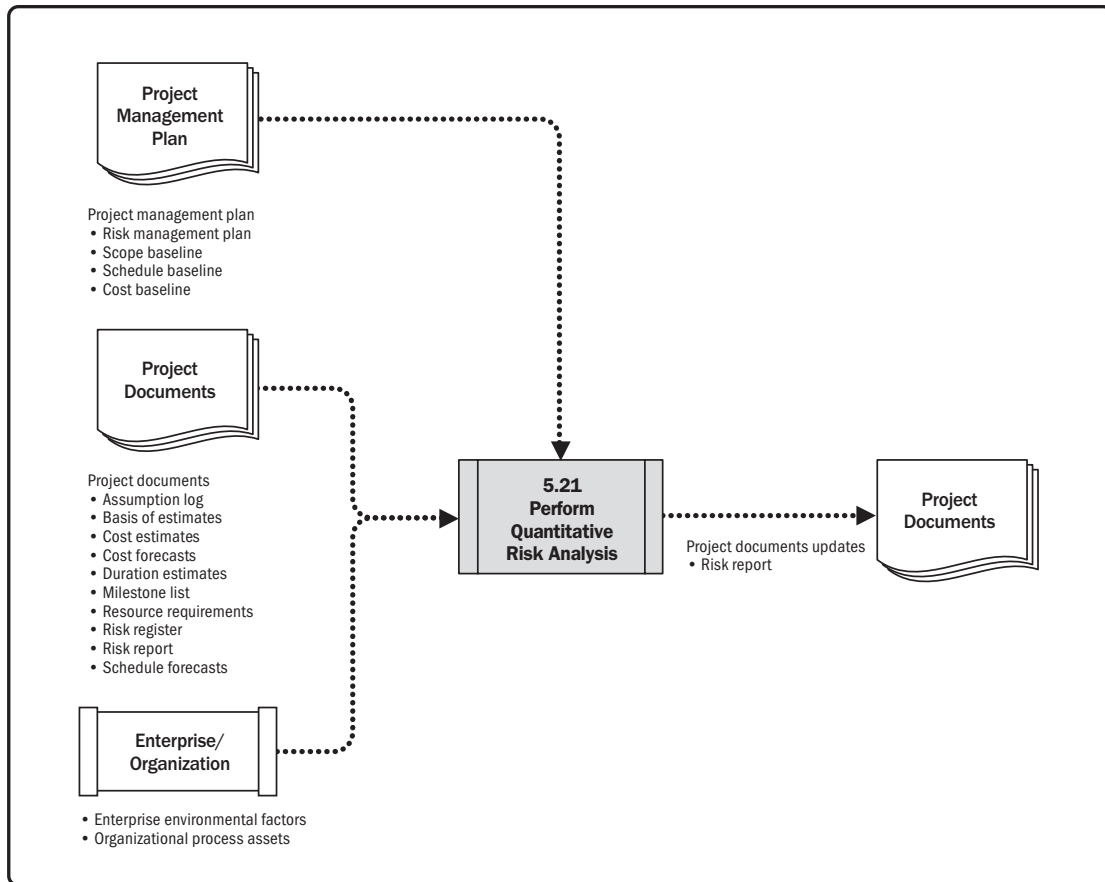 Project
Management
Plan
Project management plan
• Risk management plan
• Scope baseline
• Schedule baseline
• Cost baseline
Project
Documents
Project documents
• Assumption log
• Basis of estimates
• Cost estimates
• Cost forecasts
• Duration estimates
• Milestone list
• Resource requirements
• Risk register
• Risk report
• Schedule forecasts
Enterprise/
Organization
• Enterprise environmental factors
• Organizational process assets
5.21
Perform
Quantitative
Risk Analysis
Project documents updates
• Risk report
Project
Documents